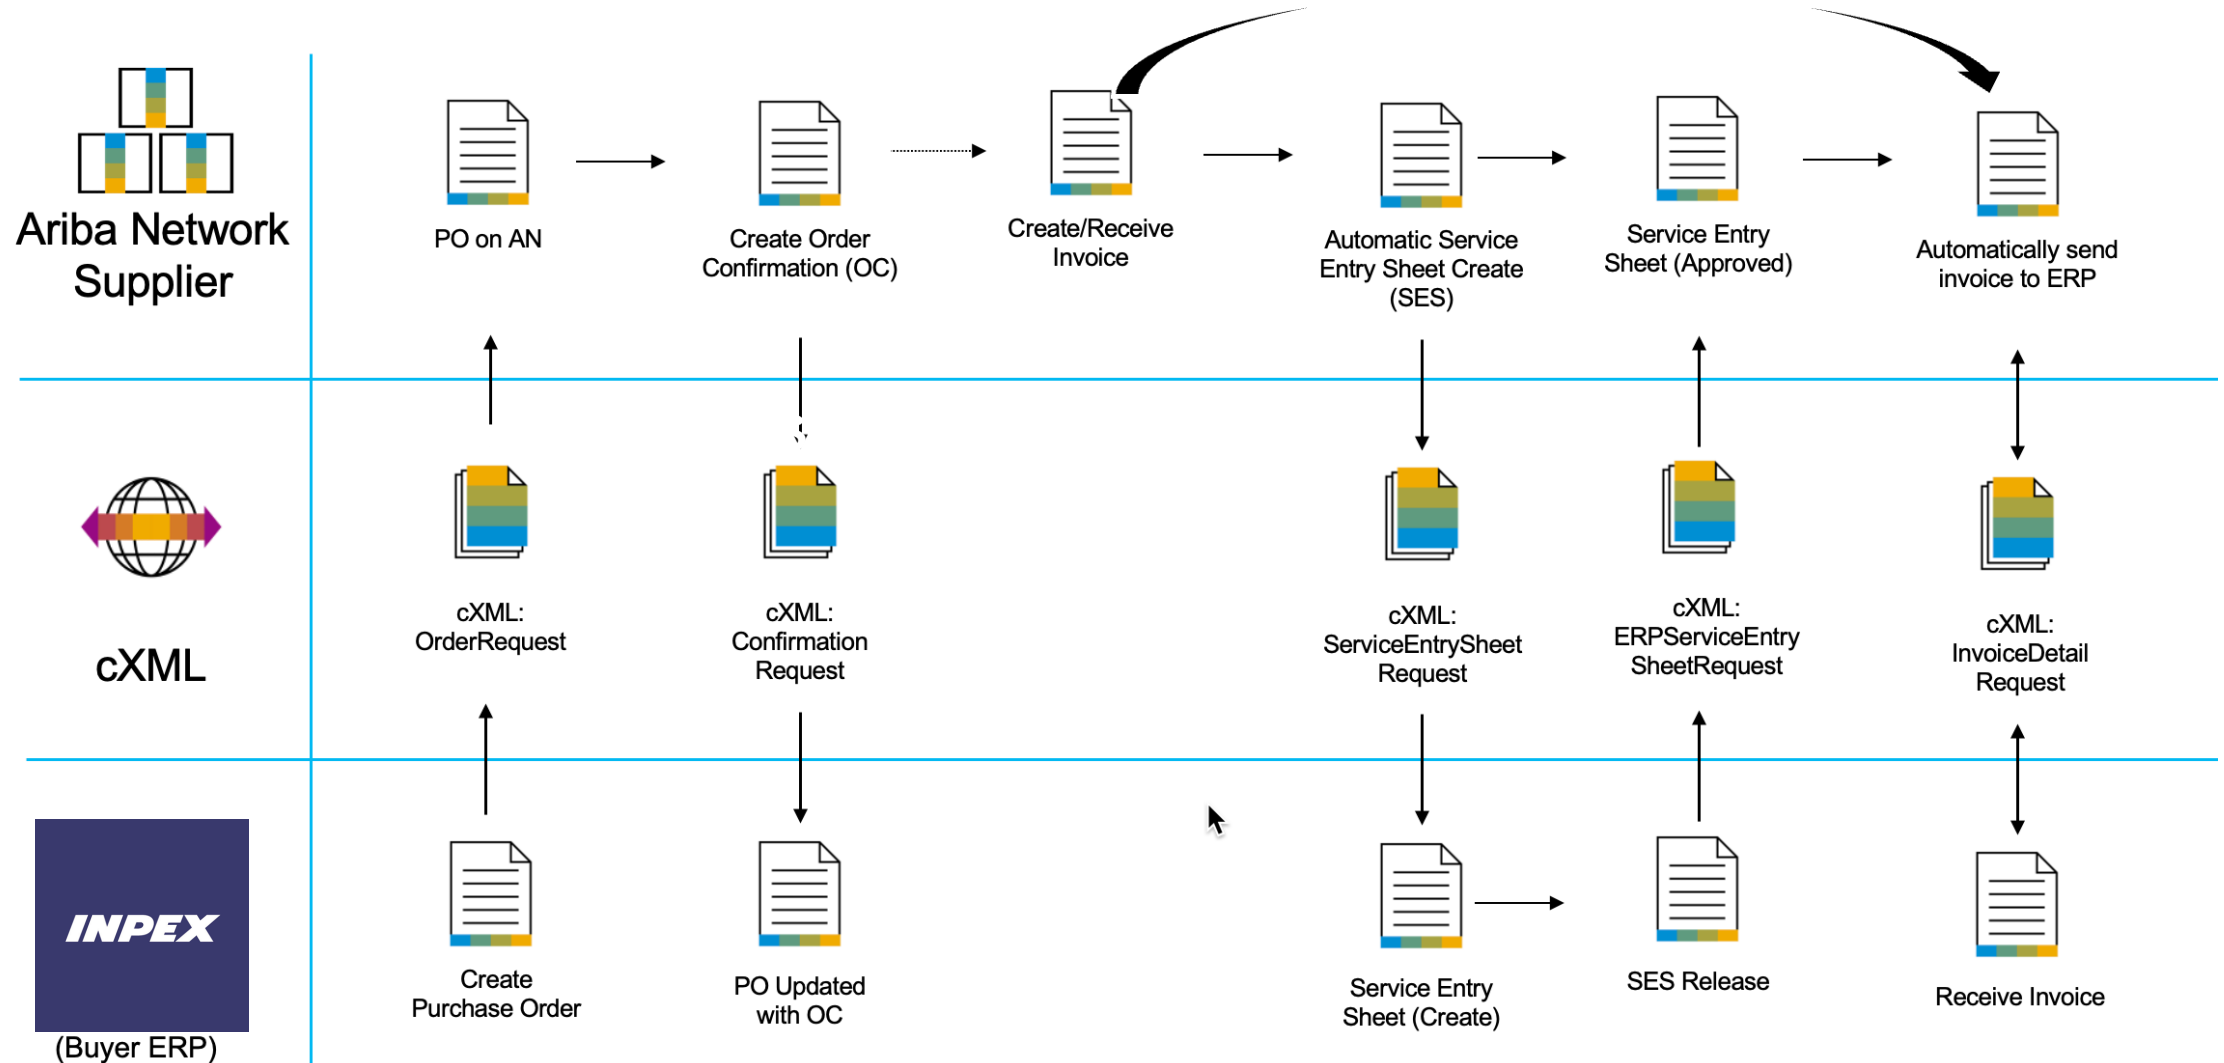 Ariba Network
Supplier
PO on AN
Create Order
Confirmation (OC)
Create/Receive
Invoice
Automatic Service
Entry Sheet Create
(SES)
Service Entry
Sheet (Approved)
Automatically send
invoice to ERP
cXML
cXML:
OrderRequest
cXML:
Confirmation
Request
cXML:
ServiceEntrySheet
Request
cXML:
ERPServiceEntry
SheetRequest
cXML:
InvoiceDetail
Request
INPEX
(Buyer ERP)
Create
Purchase Order
PO Updated
with OC
Service Entry
Sheet (Create)
SES Release
Receive Invoice